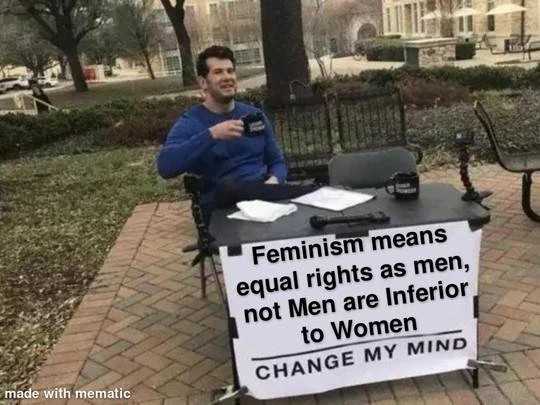 Feminism means
equal rights as men,
not Men are Inferior
to Women
CHANGE MY MIND
made with mematic